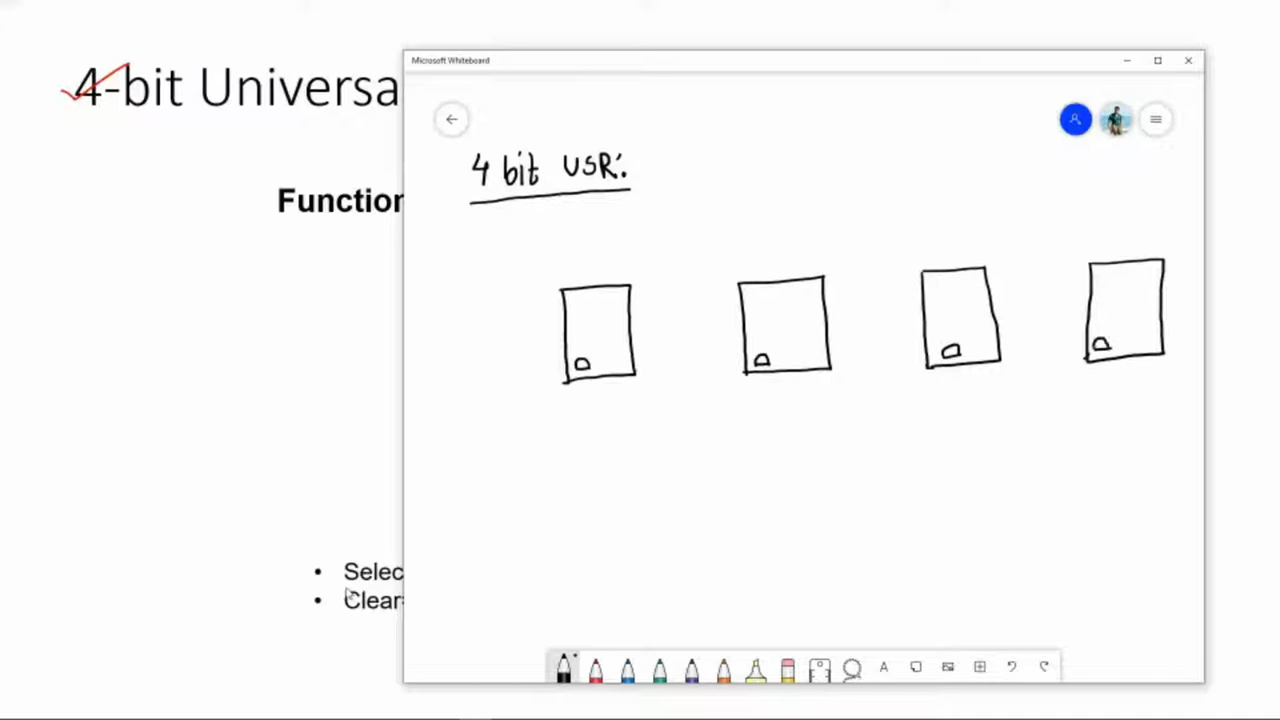 4-bit Universa
Function
• Selec
• Clear=
Microsoft Whiteboard
4 bit USR:
D D D D
A